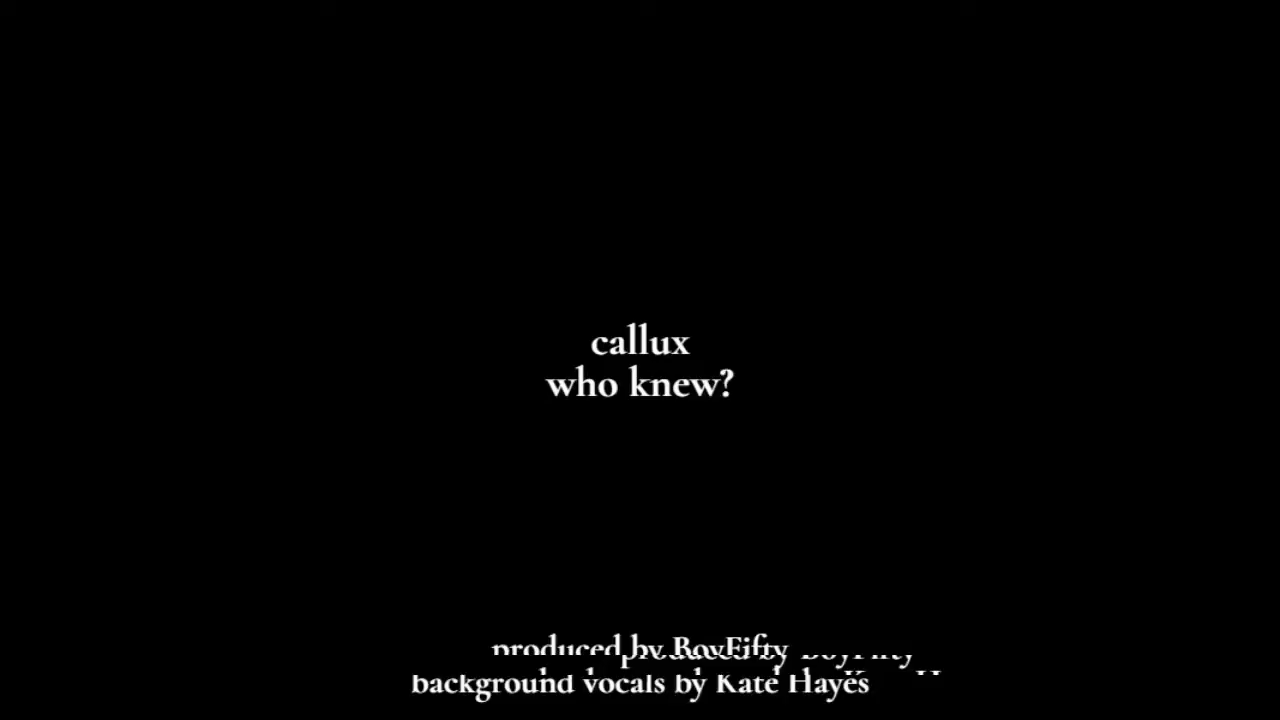 callux
who knew?
produced by BoyFifty
background vocals by Kate Hayes